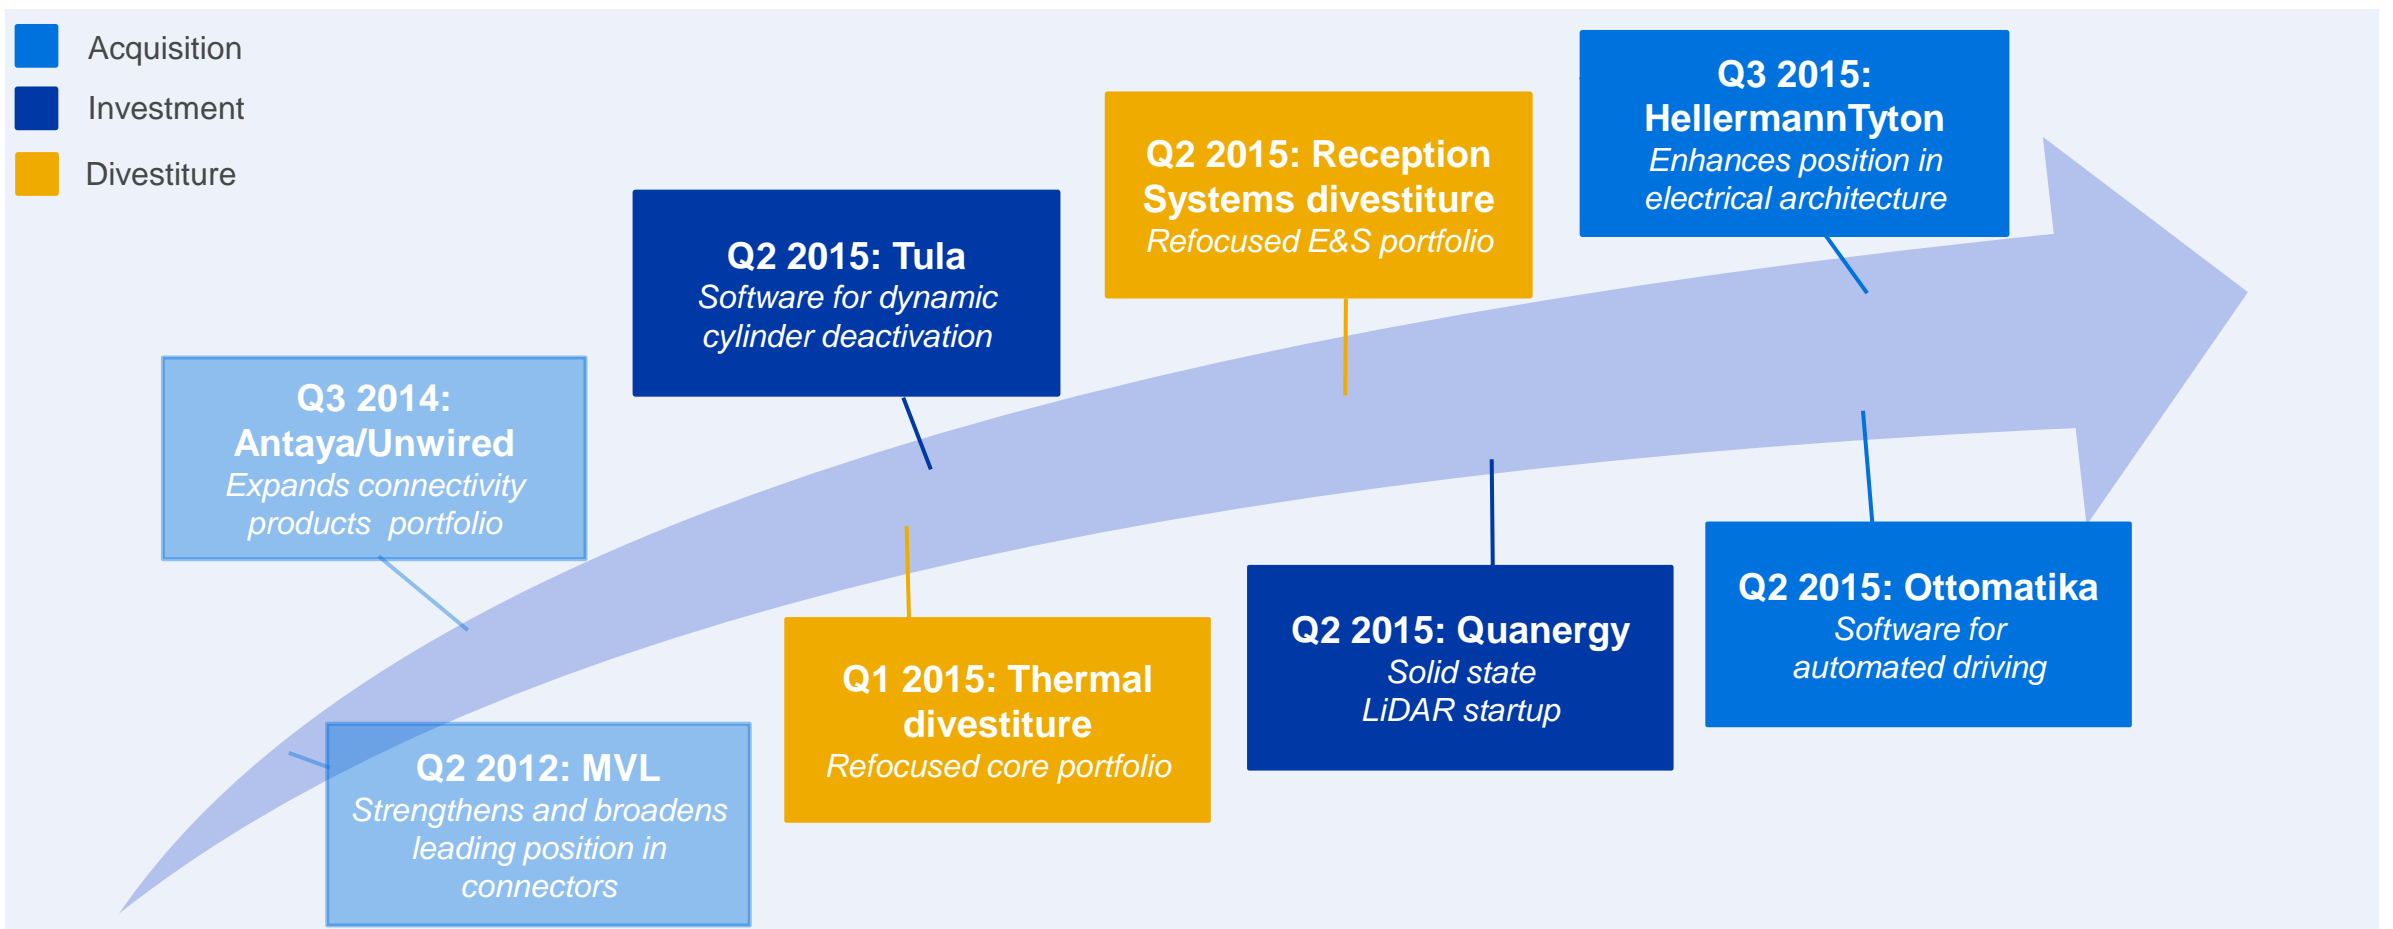 Acquisition
Investment
Divestiture
Q3 2015:
HellermannTyton
Enhances position in
electrical architecture
Q2 2015: Reception
Systems divestiture
Refocused E&S portfolio
Q2 2015: Tula
Software for dynamic
cylinder deactivation
Q3 2014:
Antaya/Unwired
Expands connectivity
products portfolio
Q2 2012: MVL
Strengthens and broadens
leading position in
connectors
Q1 2015: Thermal
divestiture
Refocused core portfolio
Q2 2015: Quanergy
Solid state
LiDAR startup
Q2 2015: Ottomatika
Software for
automated driving